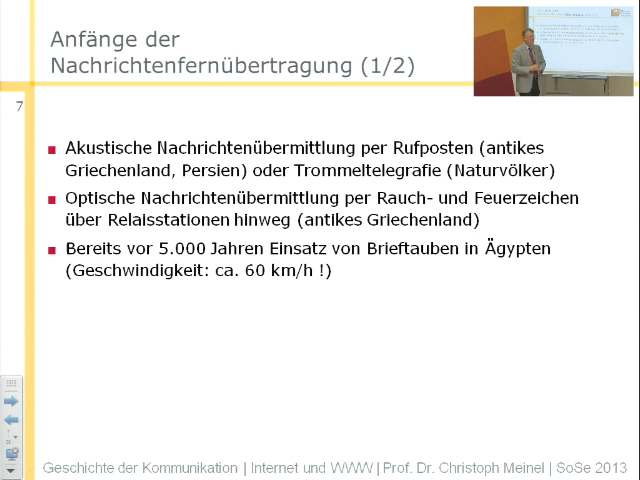 Anfänge der
Nachrichtenfernübertragung (1/2)
7
■ Akustische Nachrichtenübermittlung per Rufposten (antikes
Griechenland, Persien) oder Trommeltelegrafie (Naturvölker)
■ Optische Nachrichtenübermittlung per Rauch- und Feuerzeichen
über Relaisstationen hinweg (antikes Griechenland)
■ Bereits vor 5.000 Jahren Einsatz von Brieftauben in Ägypten
(Geschwindigkeit: ca. 60 km/h !)
Geschichte der Kommunikation | Internet und WWW | Prof. Dr. Christoph Meinel | SoSe 2013